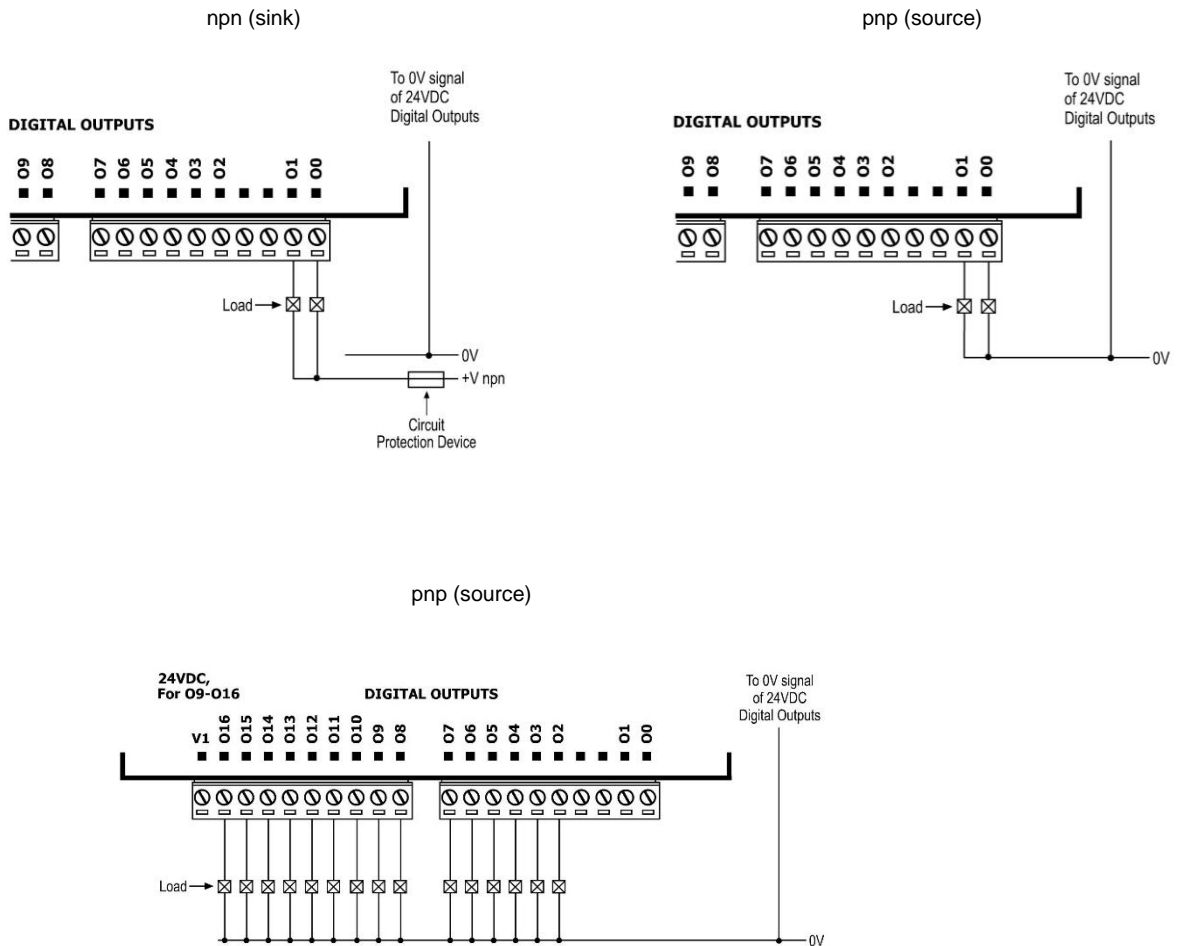 npn (sink)
To 0V signal
of 24VDC
Digital Outputs
DIGITAL OUTPUTS
O9 O8 O7 O6 O5 O4 O3 O2 O1 O0
Load
0V
+V npn
Circuit
Protection Device
pnp (source)
To 0V signal
of 24VDC
Digital Outputs
DIGITAL OUTPUTS
O9 O8 O7 O6 O5 O4 O3 O2 O1 O0
Load
0V
pnp (source)
24VDC,
For O9-O16
DIGITAL OUTPUTS
To 0V signal
of 24VDC
Digital Outputs
V1 O16 O15 O14 O13 O12 O11 O10 O9 O8 O7 O6 O5 O4 O3 O2 O1 O0
Load
0V